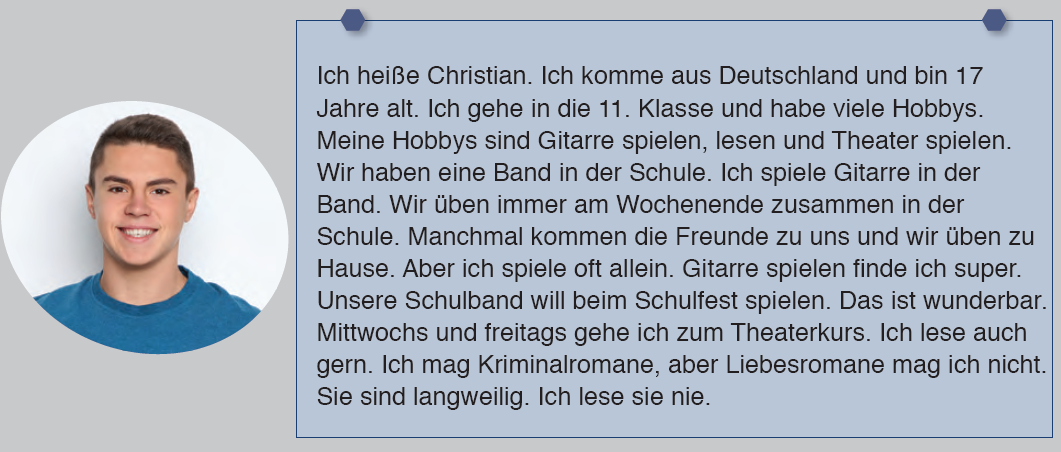 Ich heiße Christian. Ich komme aus Deutschland und bin 17
Jahre alt. Ich gehe in die 11. Klasse und habe viele Hobbys.
Meine Hobbys sind Gitarre spielen, lesen und Theater spielen.
Wir haben eine Band in der Schule. Ich spiele Gitarre in der
Band. Wir üben immer am Wochenende zusammen in der
Schule. Manchmal kommen die Freunde zu uns und wir üben zu
Hause. Aber ich spiele oft allein. Gitarre spielen finde ich super.
Unsere Schulband will beim Schulfest spielen. Das ist wunderbar.
Mittwochs und freitags gehe ich zum Theaterkurs. Ich lese auch
gern. Ich mag Kriminalromane, aber Liebesromane mag ich nicht.
Sie sind langweilig. Ich lese sie nie.